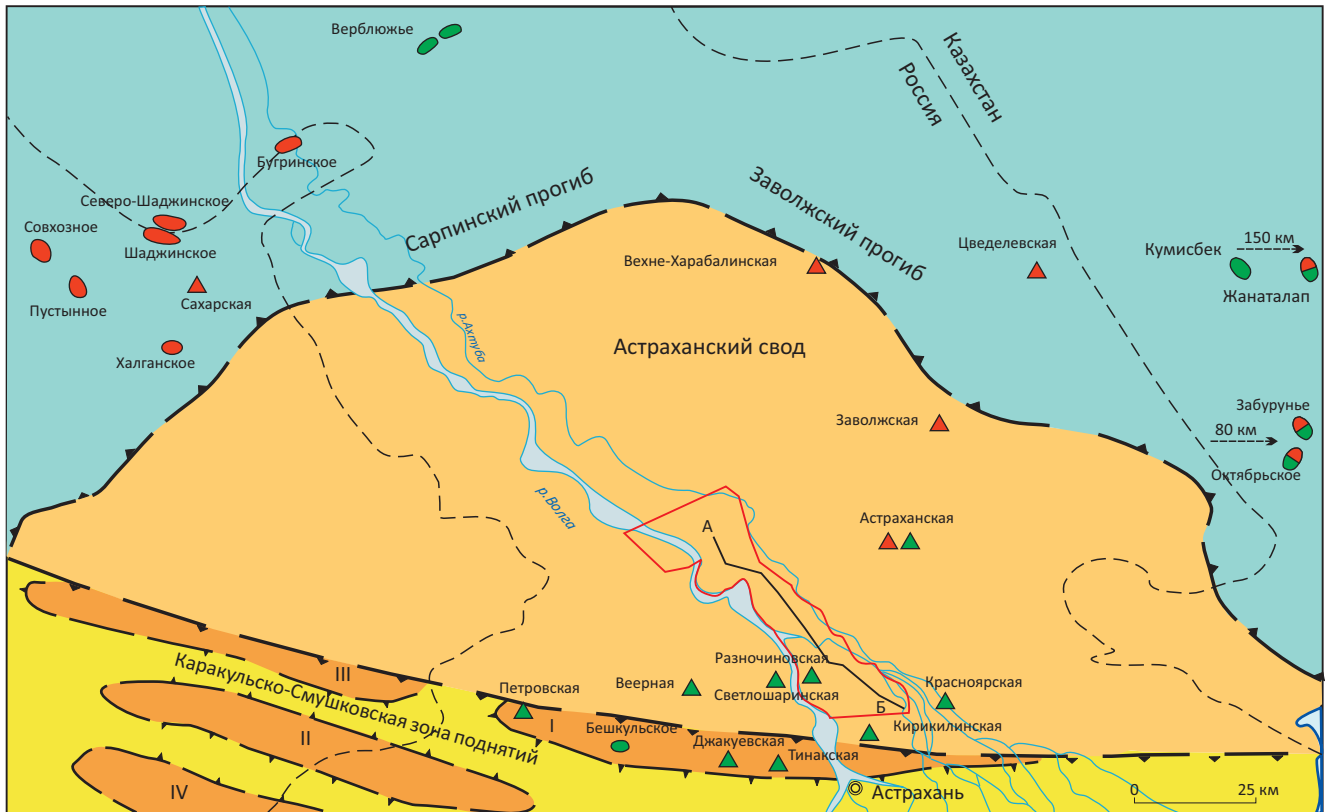 Верблюжье
Казахстан
Россия
Бугринское
Северо-Шаджинское
Совхозное
Шаджинское
Пустынное
Сахарская
Халганское
Сарпинский прогиб
Заволжский прогиб
Вехне-Харабалинская
Цведелевская
Кумисбек
150 км
Жанаталап
р.Ахтуба
Астраханский свод
Заволжская
Забурунье
80 км
Октябрьское
р.Волга
А
Астраханская
Разночиновская
Веерная
Светлошаринская
Красноярская
Б
Кирикилинская
Петровская
Каракульско-Смушковская зона поднятий
III
I
Бешкульское
II
Джакуевская
Тинакская
IV
Астрахань
0
25 км